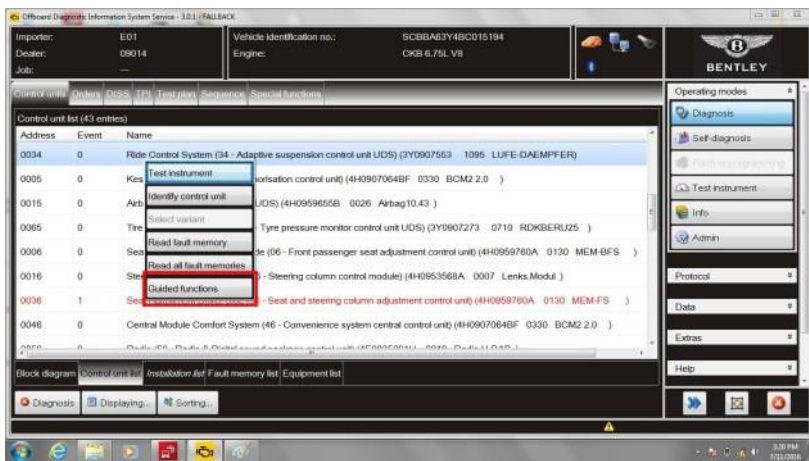 Offboard Diagnostic Information System Service - 3.0.1 - FALLBACK
Importer: E01 Vehicle identification no.: SCBBA63Y4BC015194
Dealer: 09014 Engine: CKB 6.75L V8
Job: ---
BENTLEY
Control units Orders DISS TPI Test plan Sequence Special functions
Control unit list (43 entries)
Address Event Name
0034 0 Ride Control System (34 - Adaptive suspension control unit UDS) (3Y0907553 1095 LUFE-DAEMPFER)
0005 0 Kes orisation control unit) (4H0907064BF 0330 BCM2 2.0 )
0015 0 Airb UDS) (4H0959655B 0026 Airbag10.43 )
0065 0 Tire - Tyre pressure monitor control unit UDS) (3Y0907273 0710 RDKBERU25 )
0006 0 Sea de (06 - Front passenger seat adjustment control unit) (4H0959760A 0130 MEM-BFS )
0016 0 Ste - Steering column control module) (4H0953568A 0007 Lenks.Modul )
0036 1 - Seat and steering column adjustment control unit) (4H0959760A 0130 MEM-FS )
0046 0 Central Module Comfort System (46 - Convenience system central control unit) (4H0907064BF 0330 BCM2 2.0 )
Test instrument
Identify control unit
Select variant
Read fault memory
Read all fault memories
Guided functions
Block diagram Control unit list Installation list Fault memory list Equipment list
Diagnosis Displaying... Sorting...
Operating modes
Diagnosis
Self-diagnosis
Test instrument
Info
Admin
Protocol
Data
Extras
Help
3:20 PM
7/11/2016